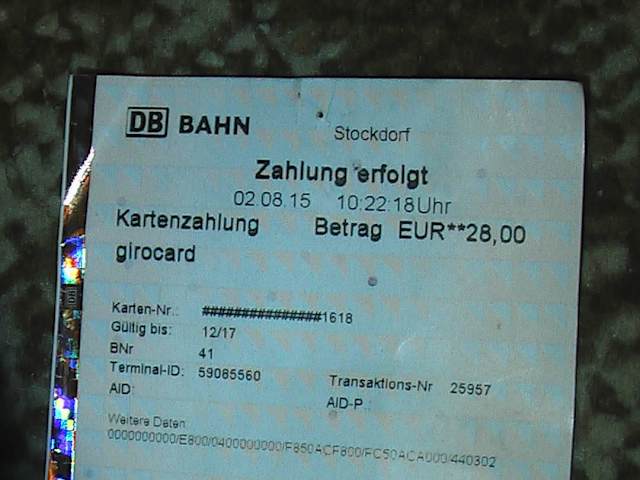 DB BAHN
Stockdorf
Zahlung erfolgt
02.08.15 10:22:18Uhr
Kartenzahlung Betrag EUR**28,00
girocard
Karten-Nr.: ##############1618
Gültig bis: 12/17
BNr 41
Terminal-ID: 59065560 Transaktions-Nr 25957
AID: AID-P.:
Weitere Daten:
0000000000/E800/0400000000/F850ACF800/FC50ACA000/440302